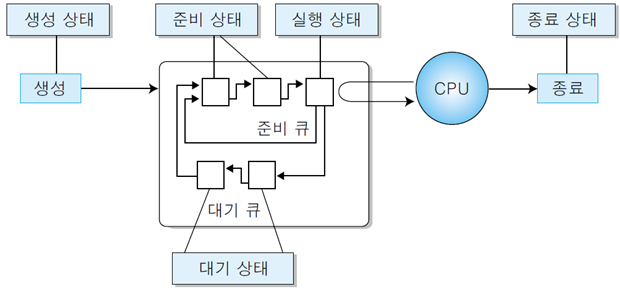 생성 상태
준비 상태
실행 상태
종료 상태
생성
CPU
종료
준비 큐
대기 큐
대기 상태